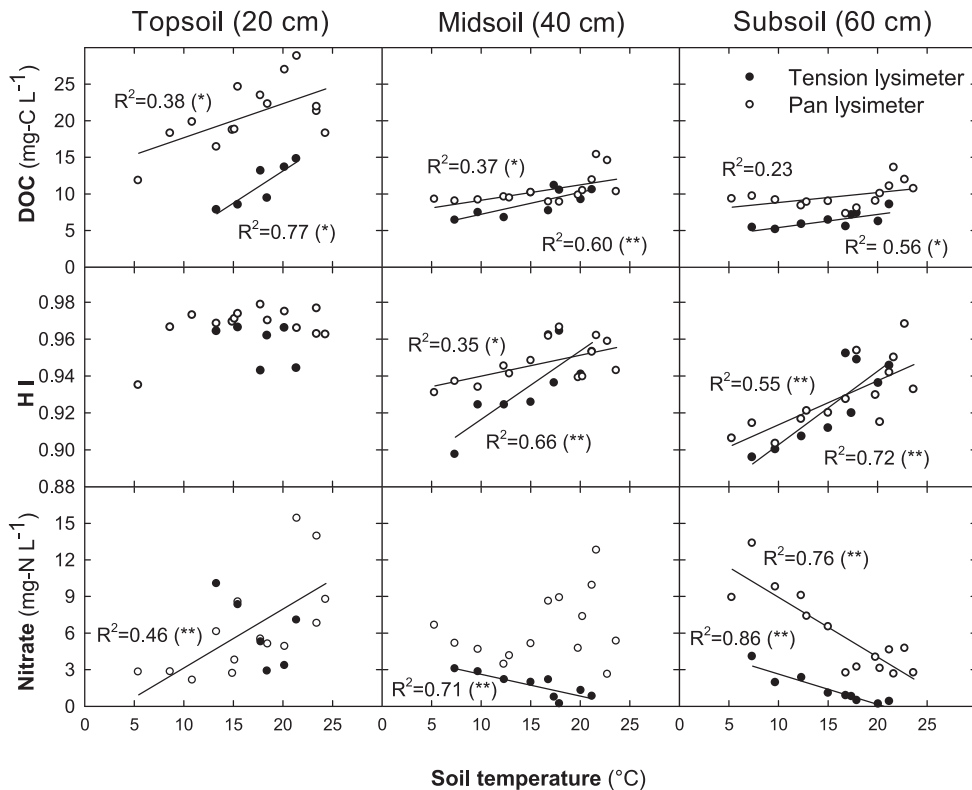 Topsoil (20 cm) Midsoil (40 cm) Subsoil (60 cm)
DOC (mg-C L⁻¹)
25
20
15
10
5
0
R²=0.38 (*)
R²=0.77 (*)
R²=0.37 (*)
R²=0.60 (**)
Tension lysimeter
Pan lysimeter
R²=0.23
R²= 0.56 (*)
H I
0.98
0.96
0.94
0.92
0.90
0.88
R²=0.35 (*)
R²=0.66 (**)
R²=0.55 (**)
R²=0.72 (**)
Nitrate (mg-N L⁻¹)
15
12
9
6
3
0
R²=0.46 (**)
R²=0.71 (**)
R²=0.76 (**)
R²=0.86 (**)
0 5 10 15 20 25 0 5 10 15 20 25 0 5 10 15 20 25
Soil temperature (°C)